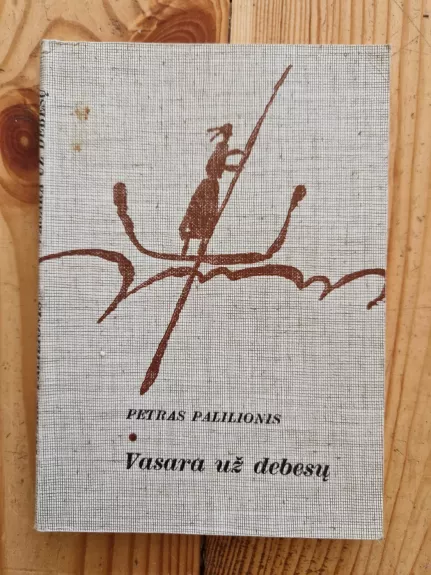 PETRAS PALILIONIS
Vasara už debesų